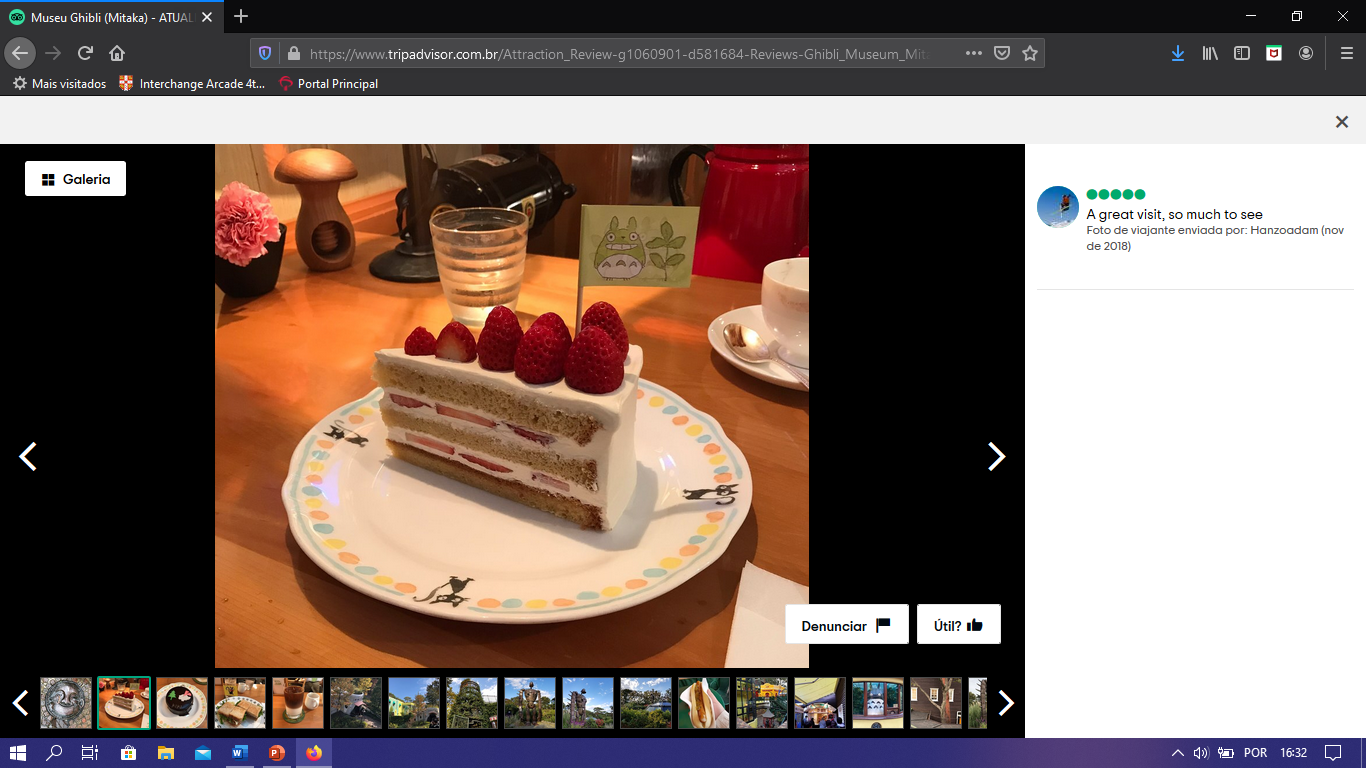 Museu Ghibli (Mitaka) - ATUAL
https://www.tripadvisor.com.br/Attraction_Review-g1060901-d581684-Reviews-Ghibli_Museum_Mit
Mais visitados
Interchange Arcade 4t...
Portal Principal
Galeria
A great visit, so much to see
Foto de viajante enviada por: Hanzoadam (nov
de 2018)
Denunciar
Útil?
POR
16:32